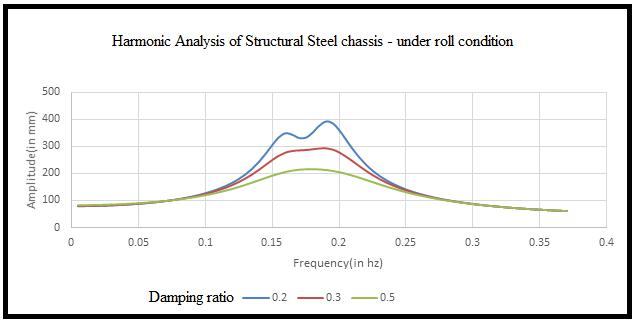 Harmonic Analysis of Structural Steel chassis - under roll condition
500
400
300
200
100
0
Amplitude(in mm)
0 0.05 0.1 0.15 0.2 0.25 0.3 0.35 0.4
Frequency(in hz)
Damping ratio 0.2 0.3 0.5